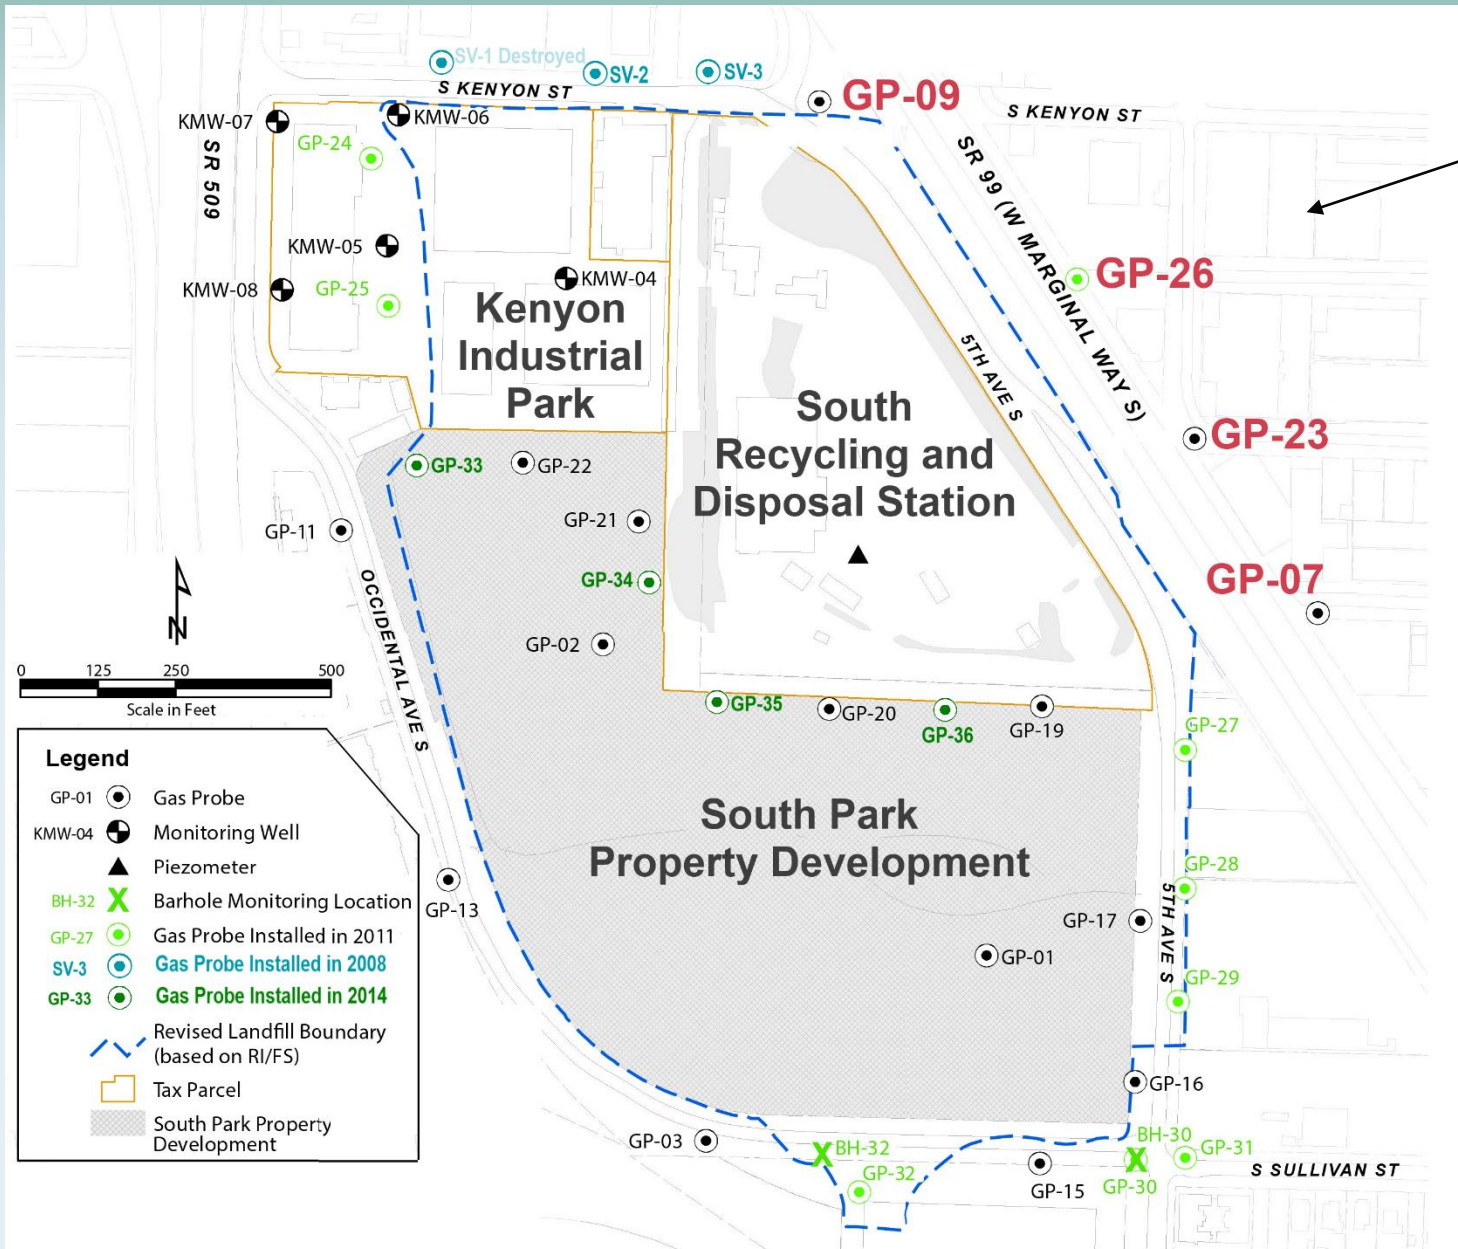 SV-1 Destroyed
SV-2
SV-3
S KENYON ST
GP-09
S KENYON ST
KMW-07
KMW-06
GP-24
SR 509
SR 99 (W MARGINAL WAY S)
KMW-05
KMW-08
GP-25
KMW-04
GP-26
Kenyon
Industrial
Park
5TH AVE S
South
Recycling and
Disposal Station
GP-23
GP-33
GP-22
GP-11
GP-21
GP-34
GP-07
OCCIDENTAL AVE S
N
GP-02
0 125 250 500
Scale in Feet
GP-35
GP-20
GP-36
GP-19
GP-27
South Park
Property Development
GP-28
GP-13
GP-17
5TH AVE S
GP-01
GP-29
GP-16
GP-03
BH-32
BH-30
GP-31
GP-32
GP-15
GP-30
S SULLIVAN ST
Legend
GP-01 Gas Probe
KMW-04 Monitoring Well
Piezometer
BH-32 Barhole Monitoring Location
GP-27 Gas Probe Installed in 2011
SV-3 Gas Probe Installed in 2008
GP-33 Gas Probe Installed in 2014
Revised Landfill Boundary
(based on RI/FS)
Tax Parcel
South Park Property
Development